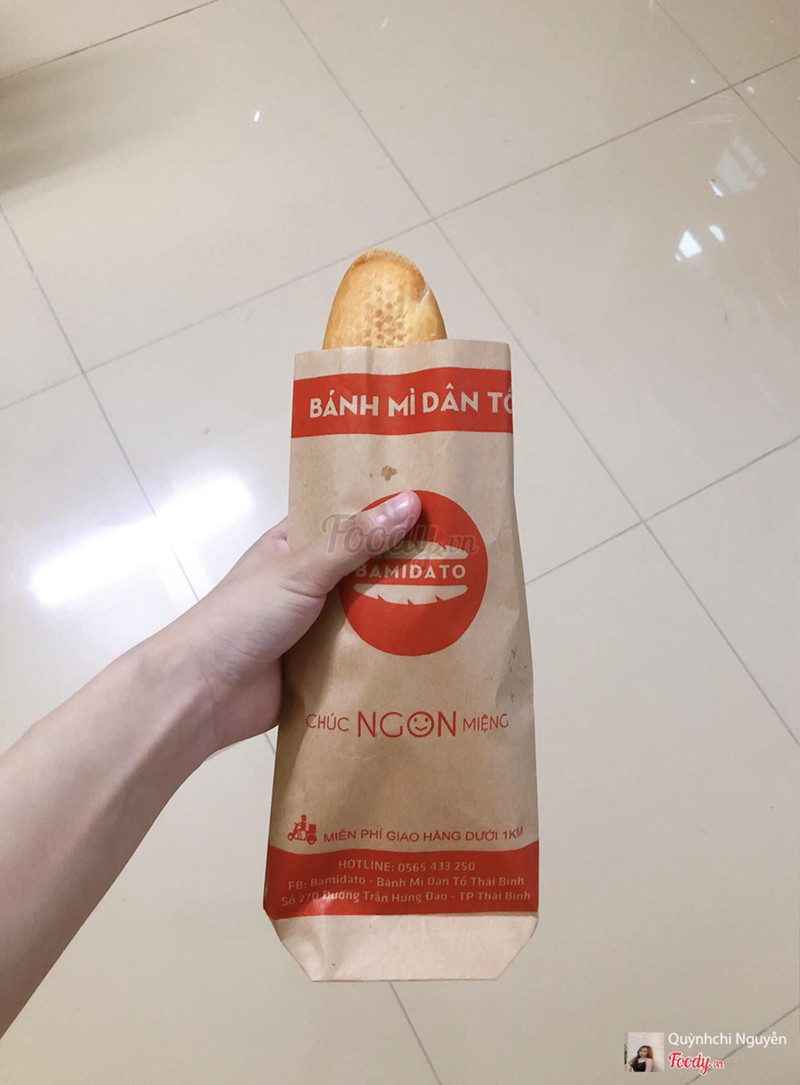 BÁNH MÌ DÂN TỔ
Foody.vn
BAMIDATO
CHÚC NGON MIỆNG
MIỄN PHÍ GIAO HÀNG DƯỚI 1KM
HOTLINE: 0565 433 250
FB: Bamidato - Bánh Mì Dân Tổ Thái Bình
Số 270 Đường Trần Hưng Đạo - TP Thái Bình
Quỳnhchi Nguyễn
Foody.vn